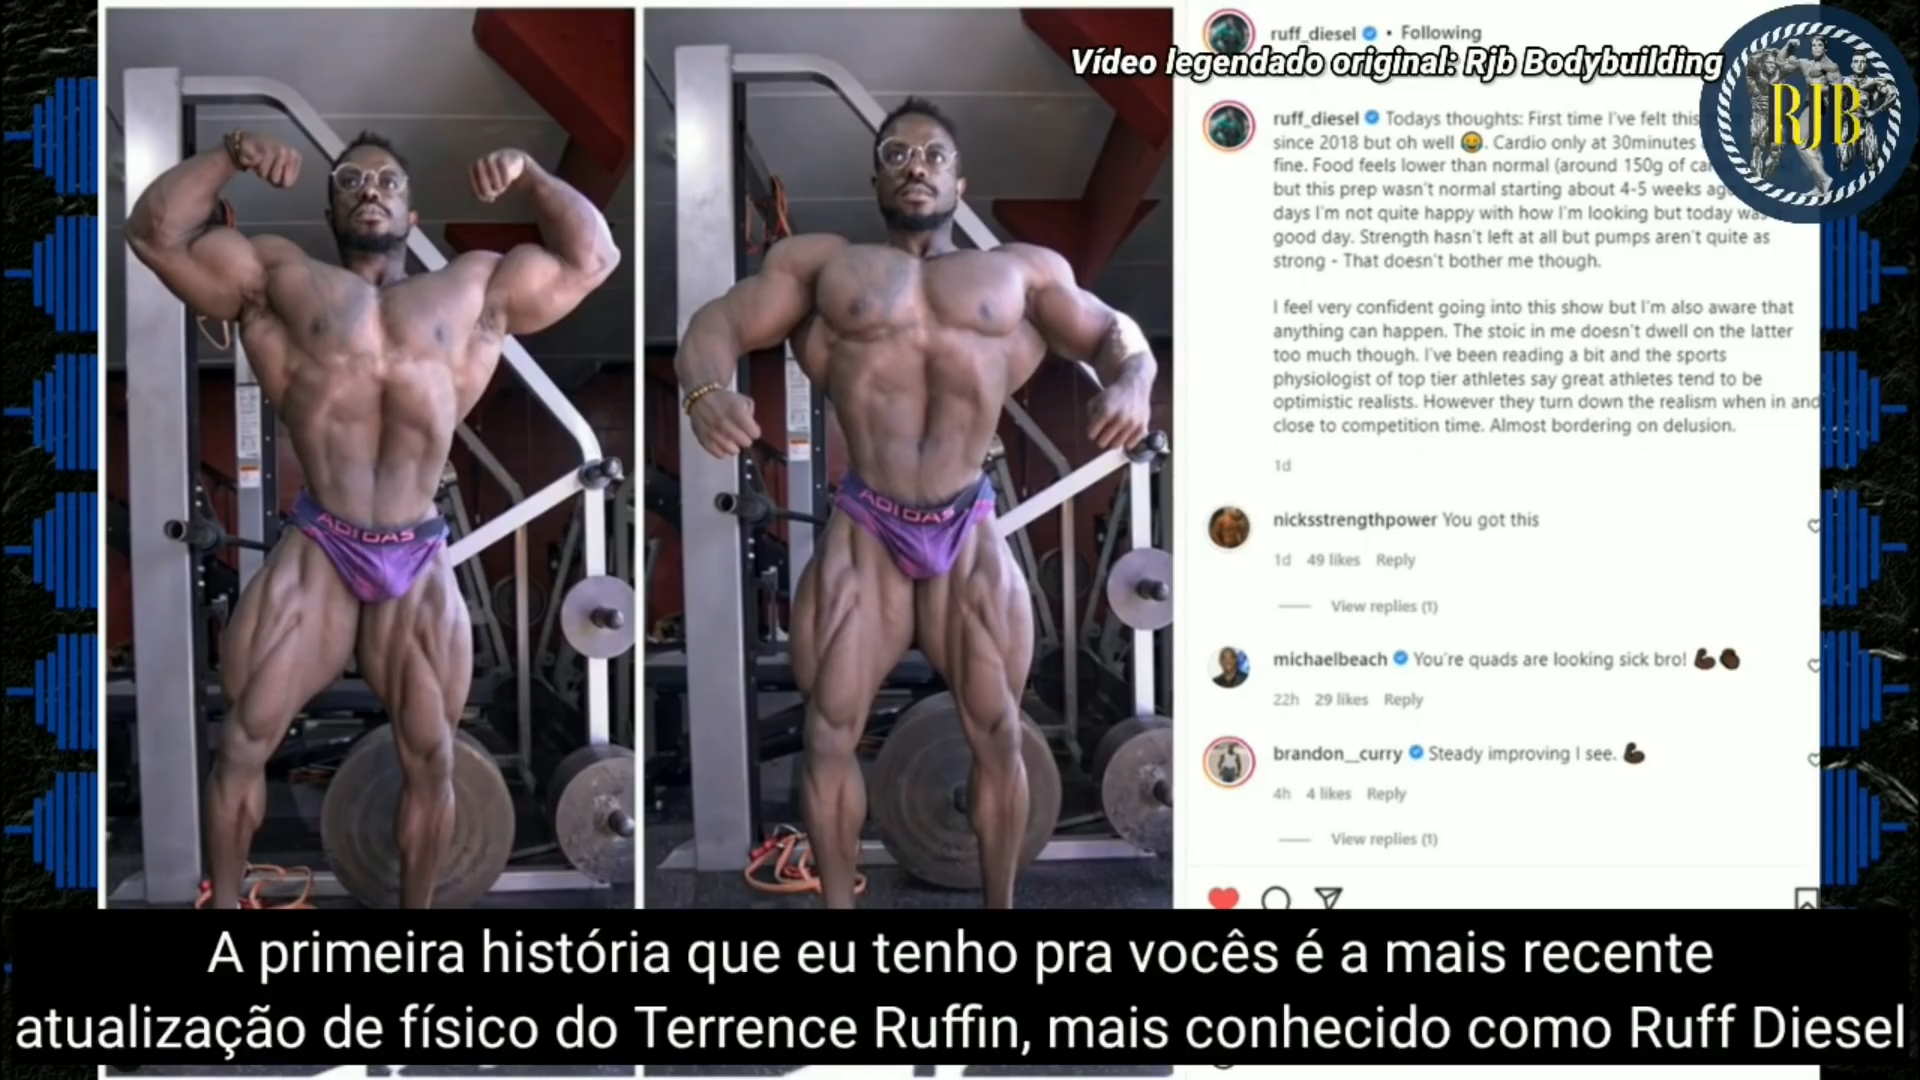 ruff_diesel • Following
Vídeo legendado original: Rjb Bodybuilding
RJB
ruff_diesel Todays thoughts: First time I've felt this
since 2018 but oh well 😂. Cardio only at 30minutes
fine. Food feels lower than normal (around 150g of
but this prep wasn't normal starting about 4-5 weeks
days I'm not quite happy with how I'm looking but today
good day. Strength hasn't left at all but pumps aren't quite as
strong - That doesn't bother me though.
I feel very confident going into this show but I'm also aware that
anything can happen. The stoic in me doesn't dwell on the latter
too much though. I've been reading a bit and the sports
physiologist of top tier athletes say great athletes tend to be
optimistic realists. However they turn down the realism when in and
close to competition time. Almost bordering on delusion.
1d
nicksstrengthpower You got this
1d 49 likes Reply
View replies (1)
michaelbeach You're quads are looking sick bro! 💪🏿✊🏿
22h 29 likes Reply
brandon__curry Steady improving I see. 💪🏿
4h 4 likes Reply
View replies (1)
ADIDAS
ADIDAS
A primeira história que eu tenho pra vocês é a mais recente
atualização de físico do Terrence Ruffin, mais conhecido como Ruff Diesel